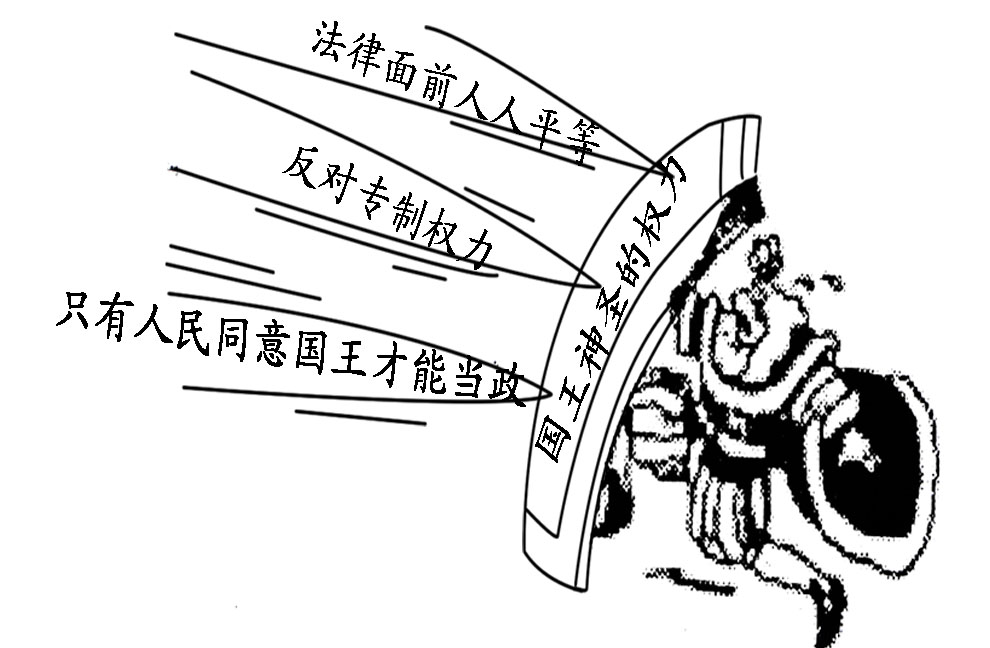 法律面前人人平等
反对专制权力
只有人民同意国王才能当政
国王神圣的权力